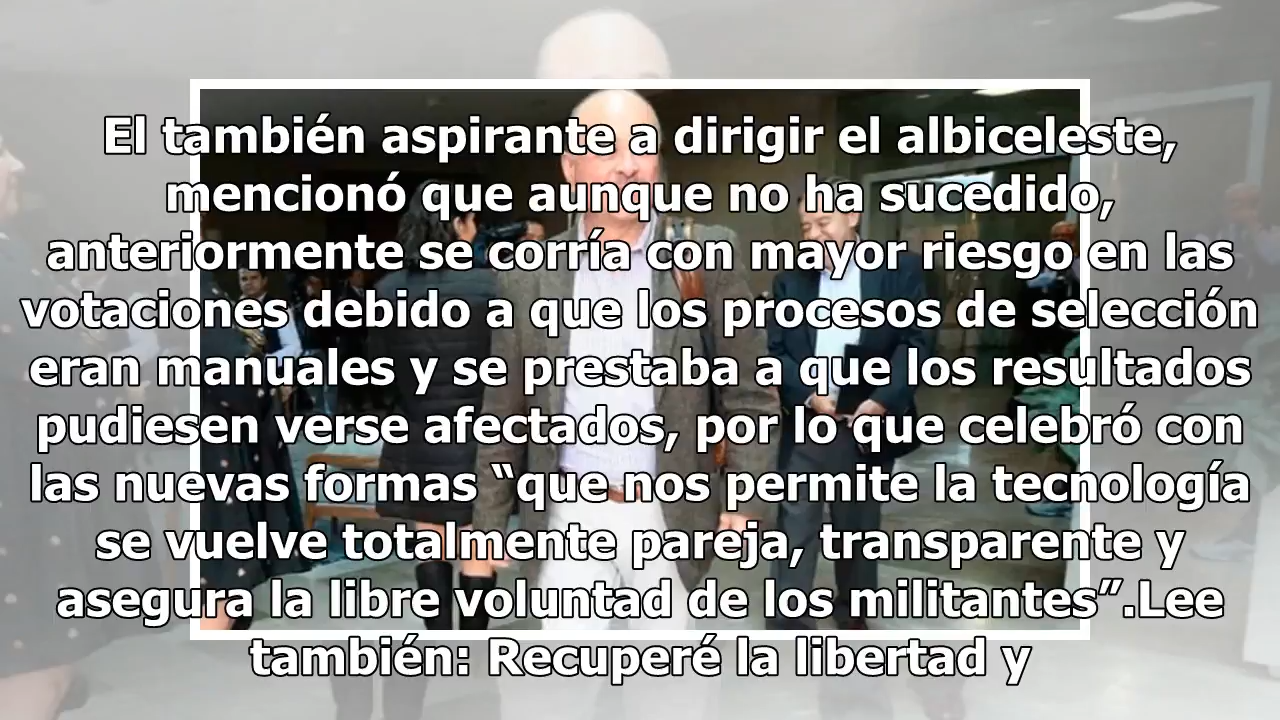 El también aspirante a dirigir el albiceleste,
mencionó que aunque no ha sucedido,
anteriormente se corría con mayor riesgo en las
votaciones debido a que los procesos de selección
eran manuales y se prestaba a que los resultados
pudiesen verse afectados, por lo que celebró con
las nuevas formas “que nos permite la tecnología
se vuelve totalmente pareja, transparente y
asegura la libre voluntad de los militantes”.Lee
también: Recuperé la libertad y